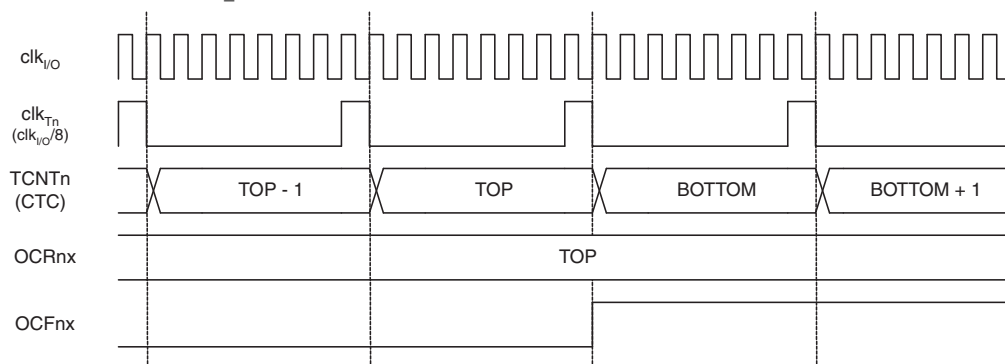 clkI/O
clkTn
(clkI/O/8)
TCNTn
(CTC)
TOP - 1
TOP
BOTTOM
BOTTOM + 1
OCRnx
TOP
OCFnx